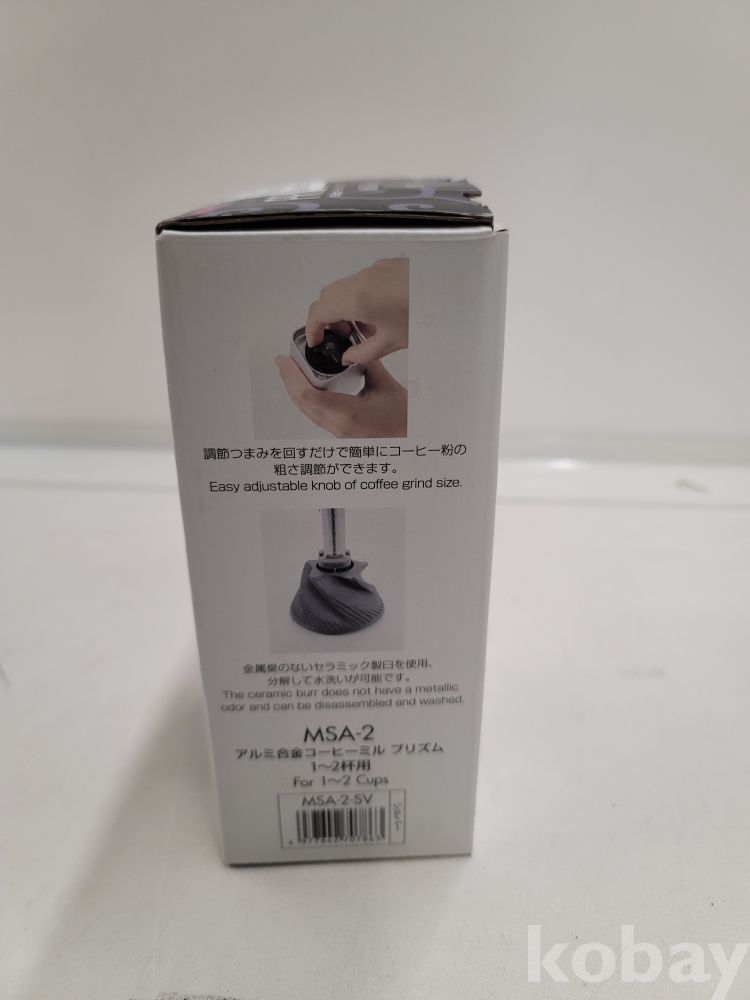 調節つまみを回すだけで簡単にコーヒー粉の
粗さ調節ができます。
Easy adjustable knob of coffee grind size.
金属臭のないセラミック製臼を使用、
分解して水洗いが可能です。
The ceramic burr does not have a metallic
odor and can be disassembled and washed.
MSA-2
アルミ合金コーヒーミル プリズム
1〜2杯用
For 1〜2 Cups
MSA-2-SV
シルバー
kobay